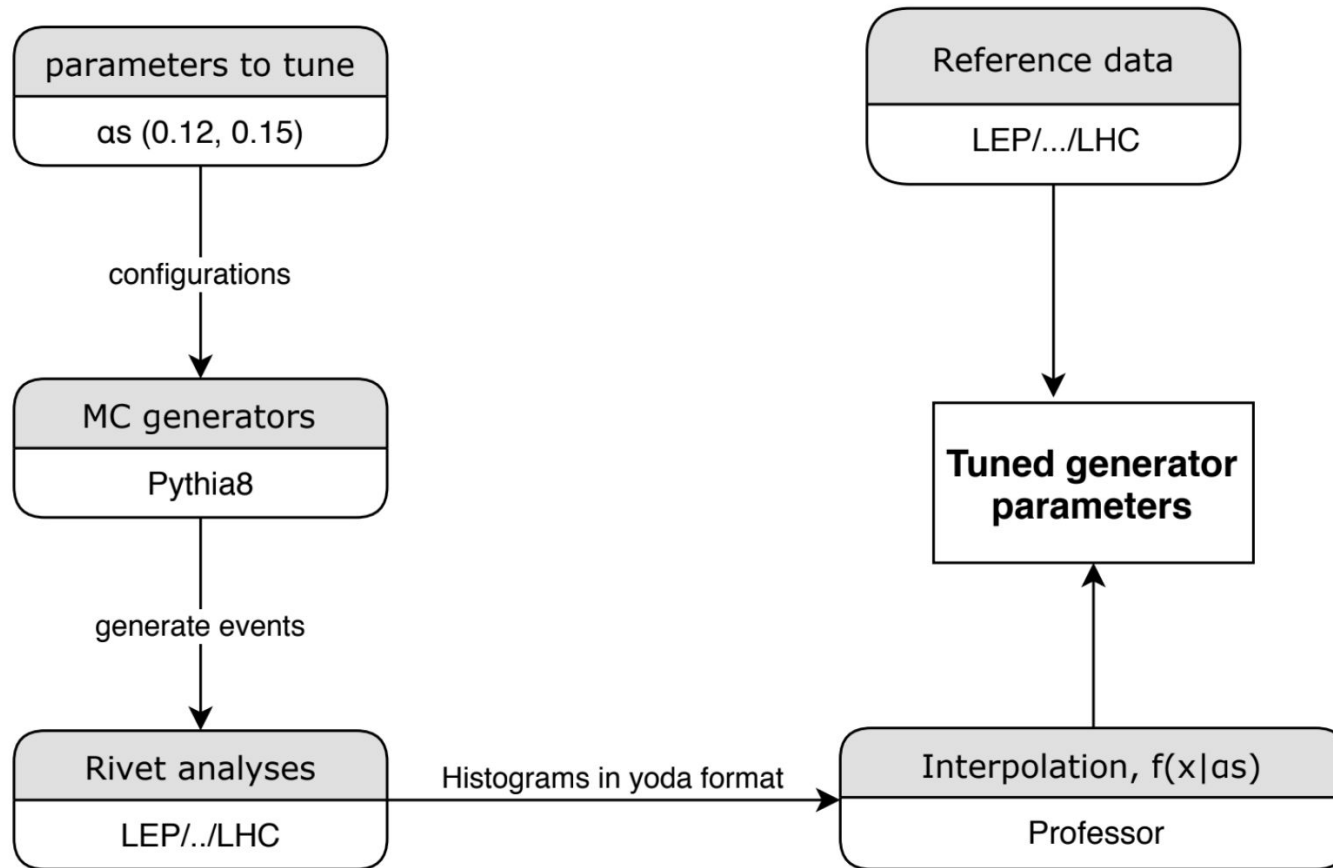 parameters to tune
αs (0.12, 0.15)
configurations
MC generators
Pythia8
generate events
Rivet analyses
LEP/../LHC
Histograms in yoda format
Interpolation, f(x|αs)
Professor
Reference data
LEP/.../LHC
Tuned generator
parameters